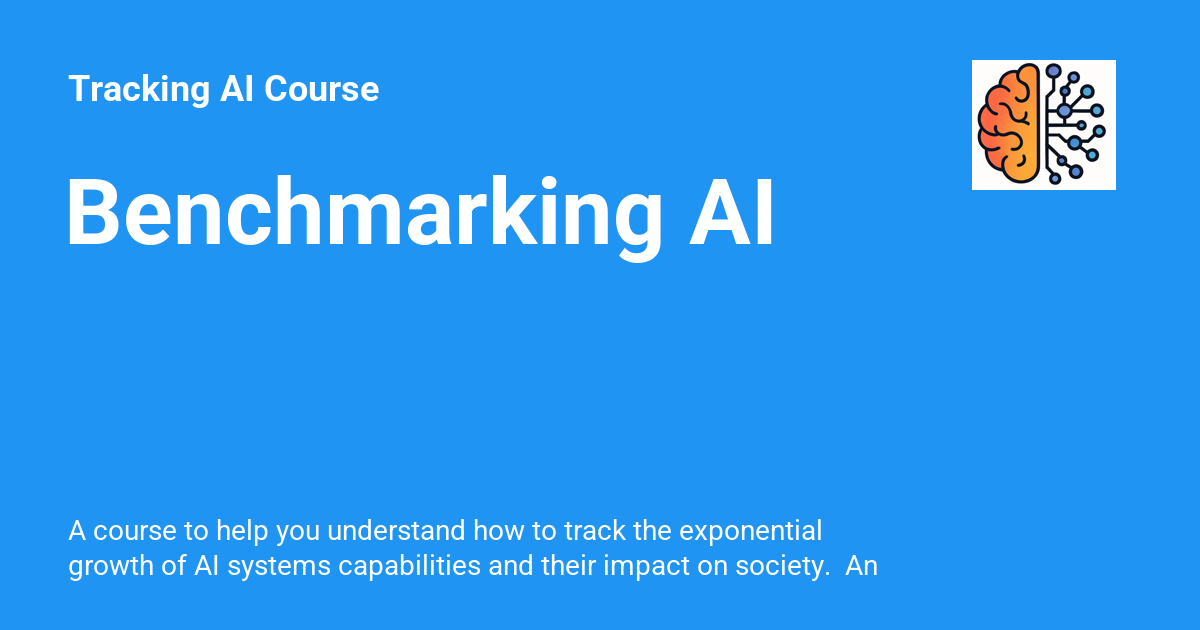 Tracking AI Course
Benchmarking AI
A course to help you understand how to track the exponential
growth of AI systems capabilities and their impact on society.  An